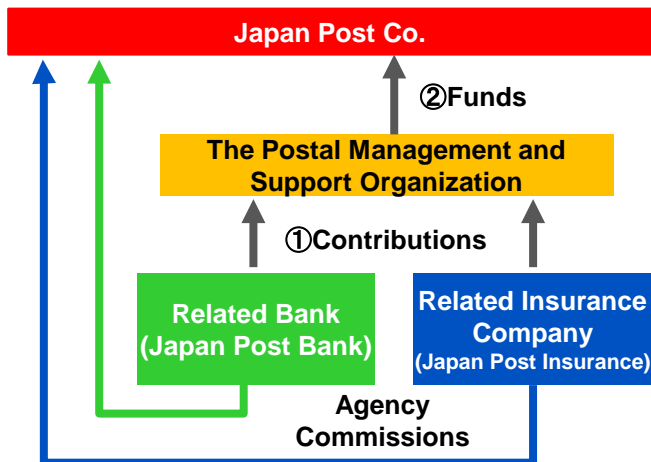 Japan Post Co.
②Funds
The Postal Management and
Support Organization
①Contributions
Related Bank
(Japan Post Bank)
Related Insurance
Company
(Japan Post Insurance)
Agency
Commissions